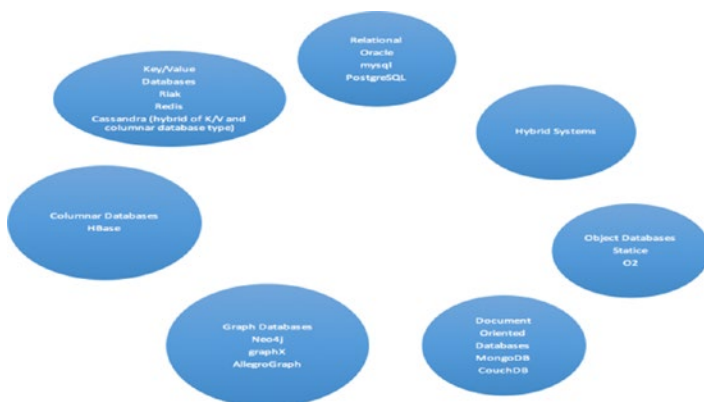 Relational
Oracle
mysql
PostgreSQL
Key/Value
Databases
Riak
Redis
Cassandra (hybrid of K/V and
columnar database type)
Hybrid Systems
Columnar Databases
HBase
Object Databases
Statice
O2
Graph Databases
Neo4J
graphX
AllegroGraph
Document
Oriented
Databases
MongoDB
CouchDB